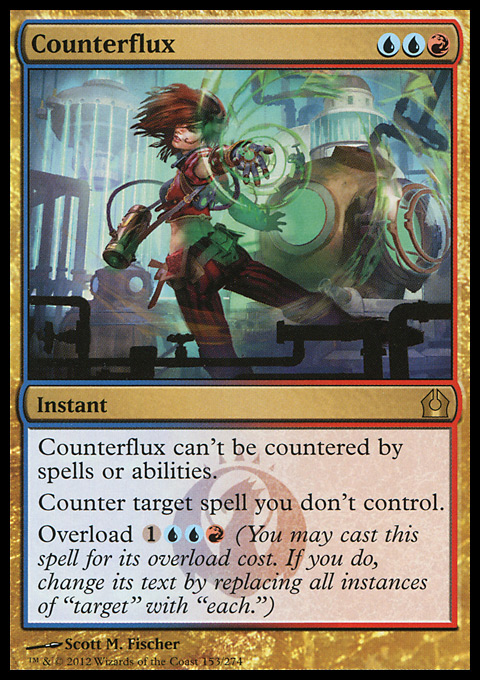 Counterflux
Instant
Counterflux can't be countered by
spells or abilities.
Counter target spell you don't control.
Overload 1 (You may cast this
spell for its overload cost. If you do,
change its text by replacing all instances
of “target” with “each.”)
Scott M. Fischer
™ & © 2012 Wizards of the Coast 153/274